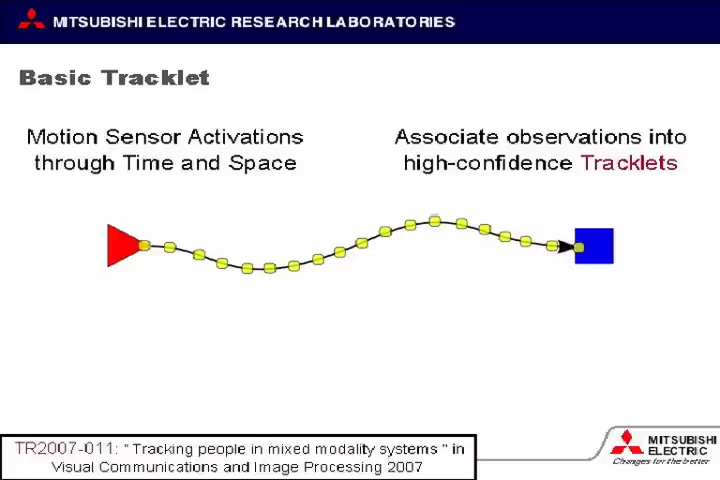 MITSUBISHI ELECTRIC RESEARCH LABORATORIES
Basic Tracklet
Motion Sensor Activations
through Time and Space
Associate observations into
high-confidence Tracklets
TR2007-011: " Tracking people in mixed modality systems " in
Visual Communications and Image Processing 2007
MITSUBISHI
ELECTRIC
Changes for the better